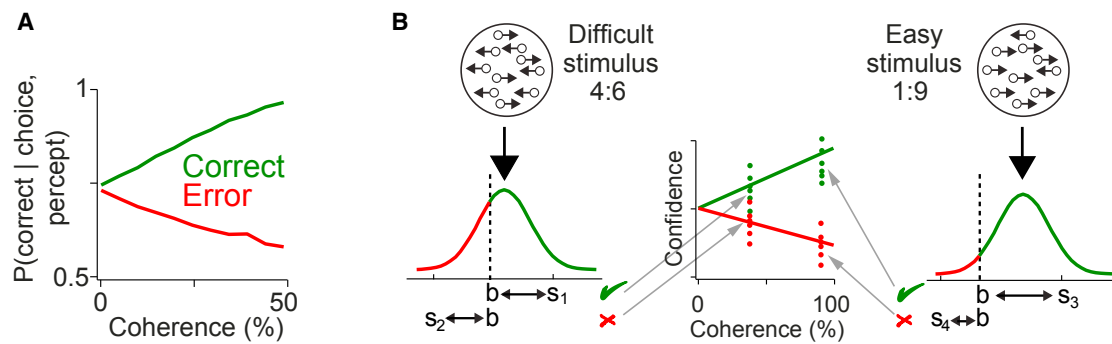 A
P(correct | choice,
percept)
1
0.5
Correct
Error
0
50
Coherence (%)
B
Difficult
stimulus
4:6
Easy
stimulus
1:9
b
s1
s2
b
Confidence
0
100
Coherence (%)
b
s3
s4
b